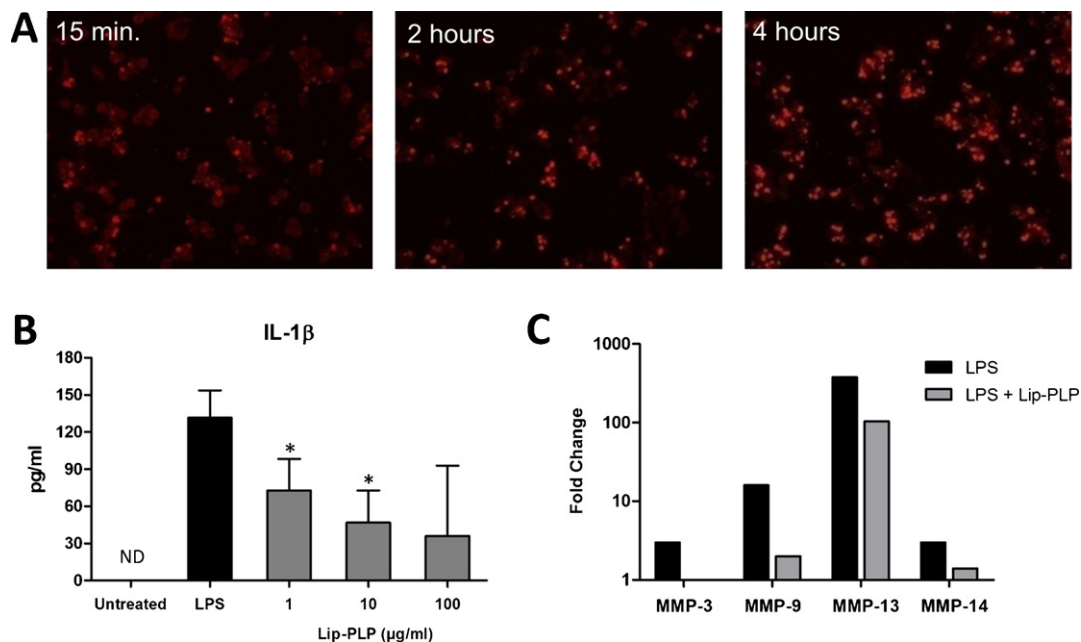 A
15 min.
2 hours
4 hours
B
IL-1β
180
150
120
90
60
30
0
pg/ml
ND
*
*
Untreated
LPS
1
10
100
Lip-PLP (µg/ml)
C
1000
100
10
1
Fold Change
LPS
LPS + Lip-PLP
MMP-3
MMP-9
MMP-13
MMP-14